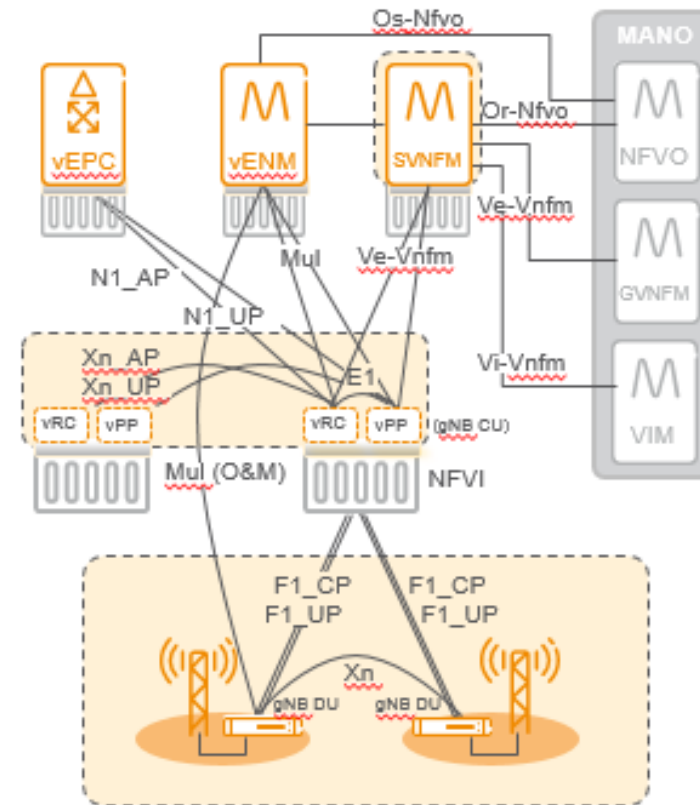 Os-Nfvo
MANO
vEPC
vENM
SVNFM
Or-Nfvo
NFVO
Ve-Vnfm
N1_AP
Mul
Ve-Vnfm
GVNFM
N1_UP
Xn_AP
E1
Xn_UP
Vi-Vnfm
vRC
vPP
vRC
vPP
(gNB CU)
VIM
Mul (O&M)
NFVI
F1_CP
F1_UP
F1_CP
F1_UP
Xn
gNB DU
gNB DU